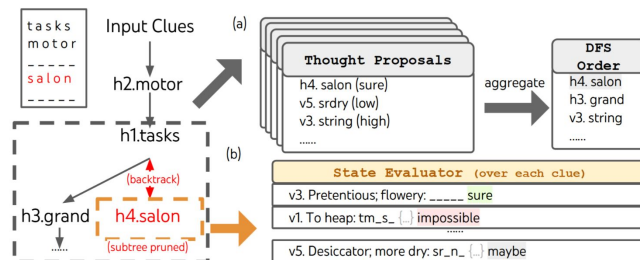 tasks
motor
_ _ _ _ _
salon
_ _ _ _ _
Input Clues
h2.motor
h1.tasks
(backtrack)
h3.grand
h4.salon
......
(subtree pruned)
(a)
Thought Proposals
h4. salon (sure)
v5. srdry (low)
v3. string (high)
......
aggregate
DFS
Order
h4. salon
h3. grand
v3. string
......
(b)
State Evaluator (over each clue)
v3. Pretentious; flowery: _____ sure
v1. To heap: tm_s_ {...} impossible
......
v5. Desiccator; more dry: sr_n_ {...} maybe